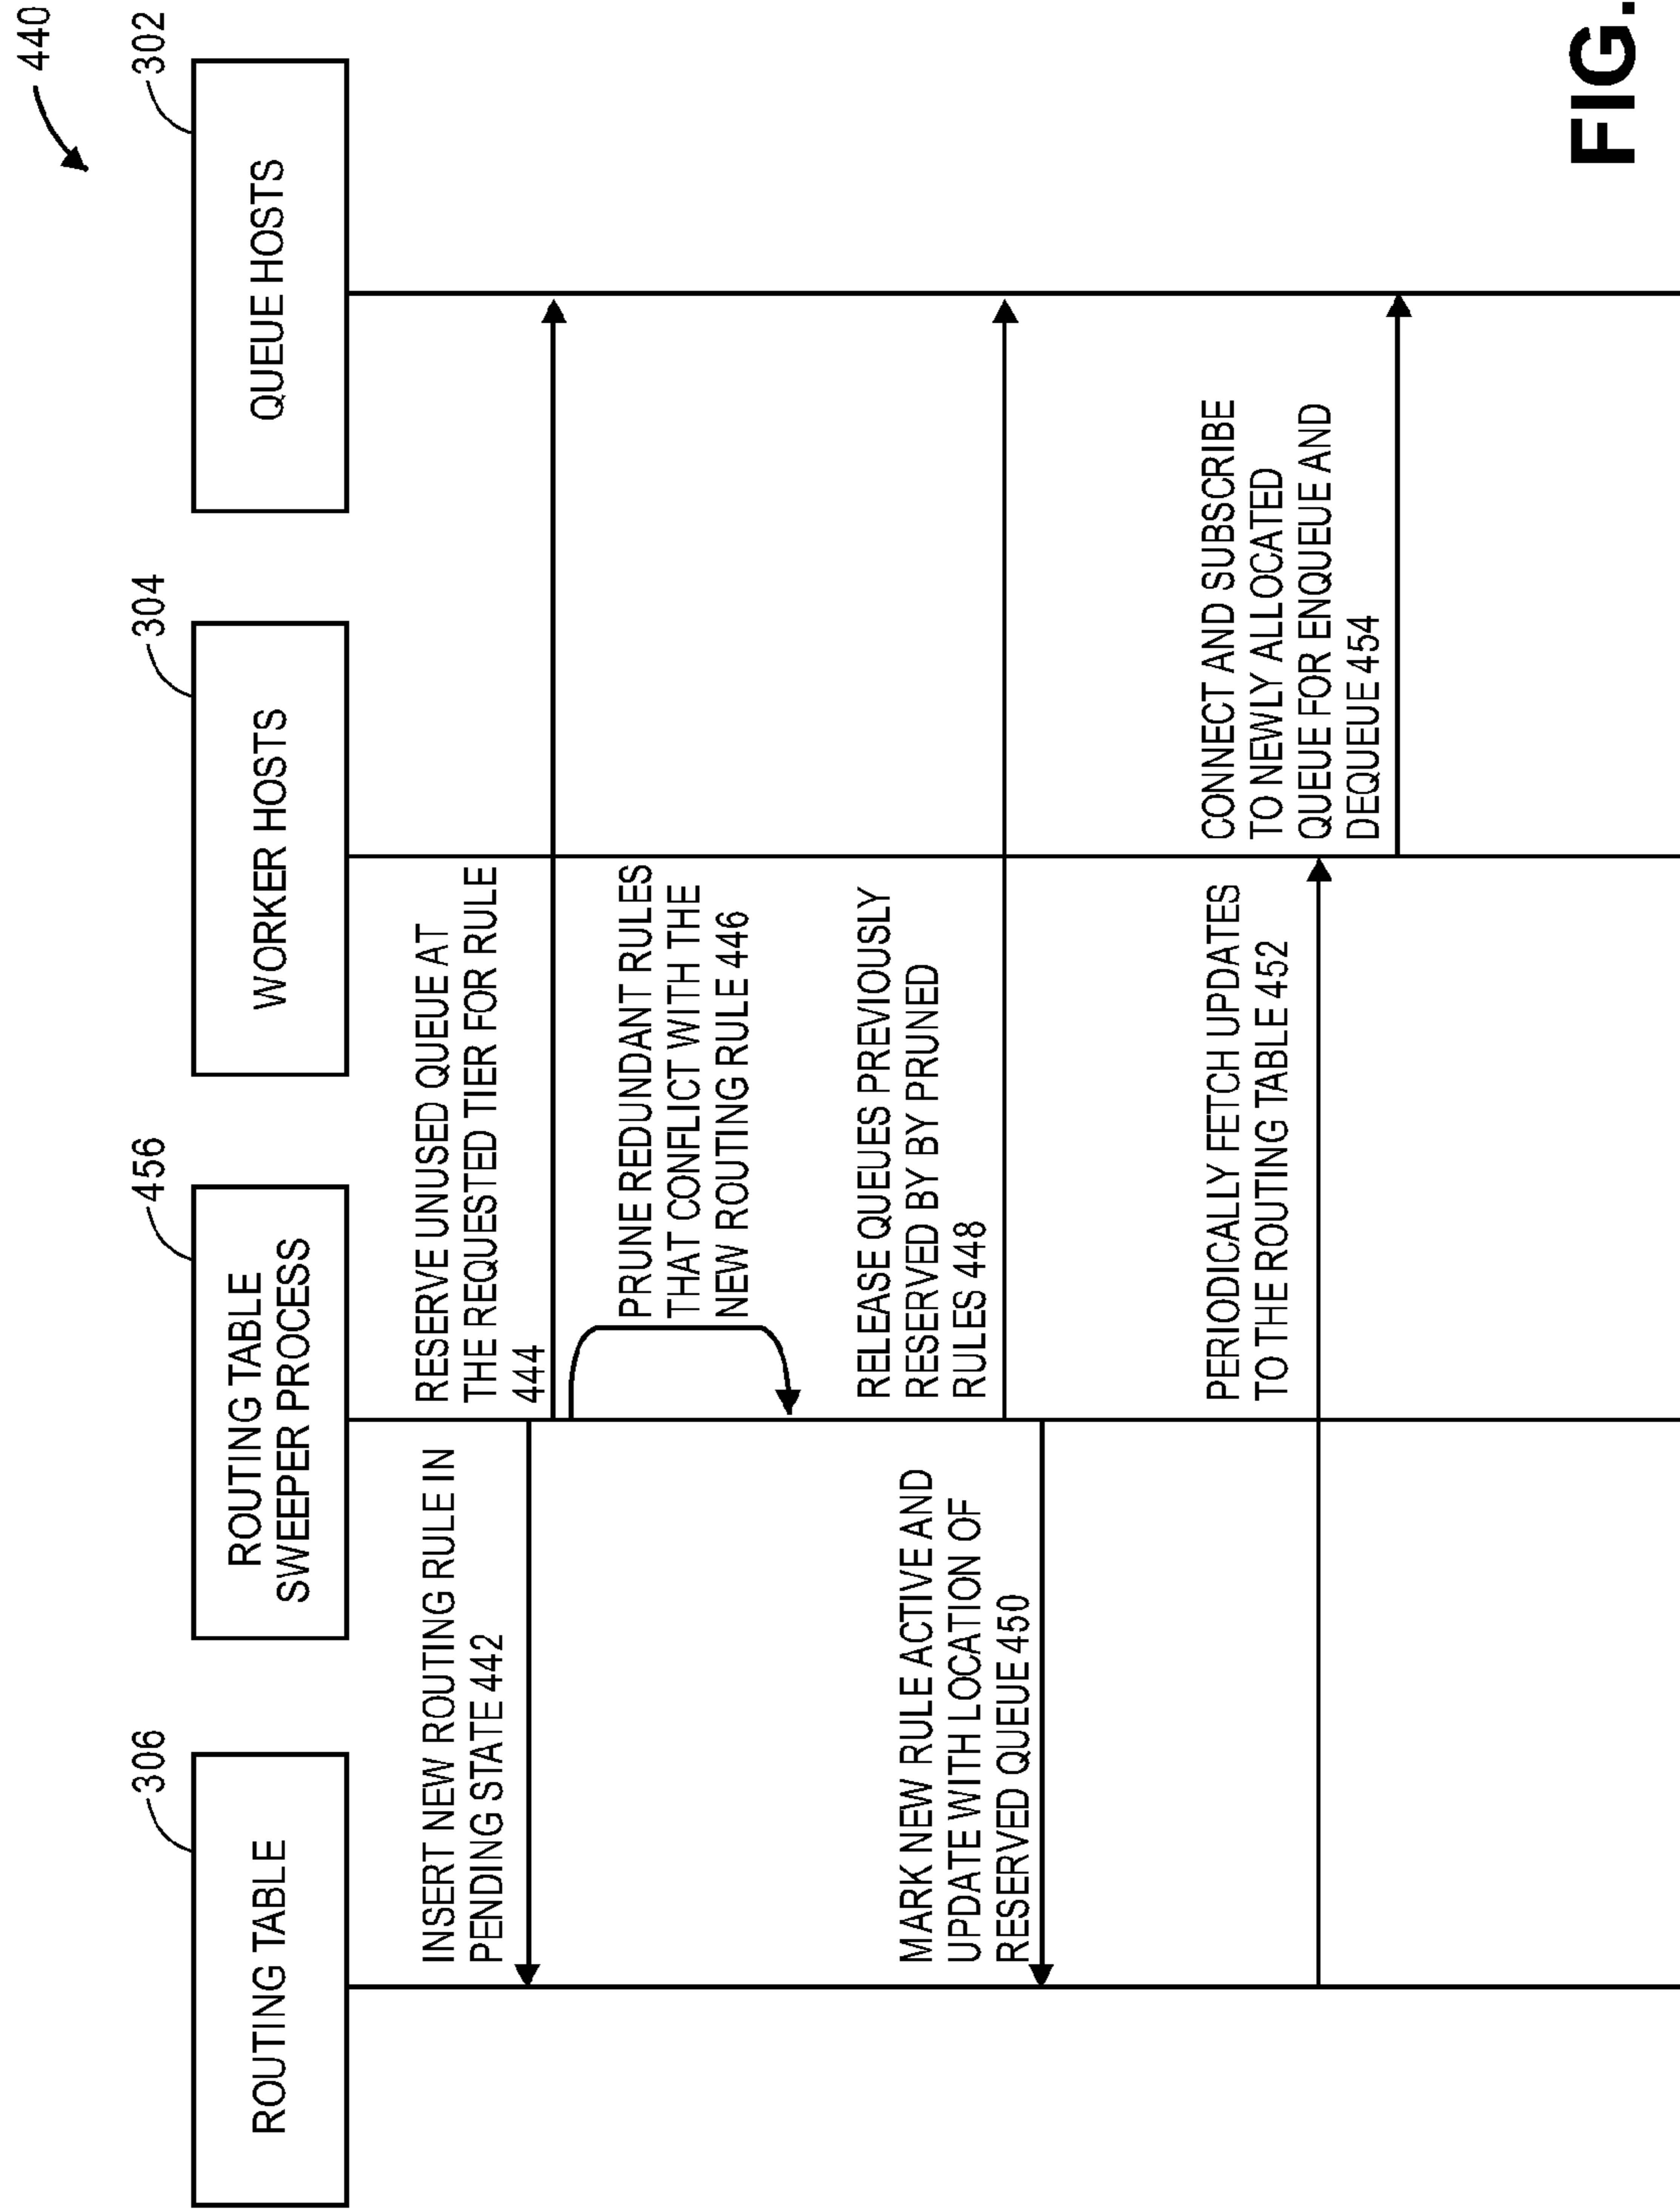 440
306
456
304
302
ROUTING TABLE
ROUTING TABLE
SWEEPER PROCESS
WORKER HOSTS
QUEUE HOSTS
INSERT NEW ROUTING RULE IN
PENDING STATE 442
RESERVE UNUSED QUEUE AT
THE REQUESTED TIER FOR RULE
444
PRUNE REDUNDANT RULES
THAT CONFLICT WITH THE
NEW ROUTING RULE 446
RELEASE QUEUES PREVIOUSLY
RESERVED BY BY PRUNED
RULES 448
MARK NEW RULE ACTIVE AND
UPDATE WITH LOCATION OF
RESERVED QUEUE 450
PERIODICALLY FETCH UPDATES
TO THE ROUTING TABLE 452
CONNECT AND SUBSCRIBE
TO NEWLY ALLOCATED
QUEUE FOR ENQUEUE AND
DEQUEUE 454
FIG.